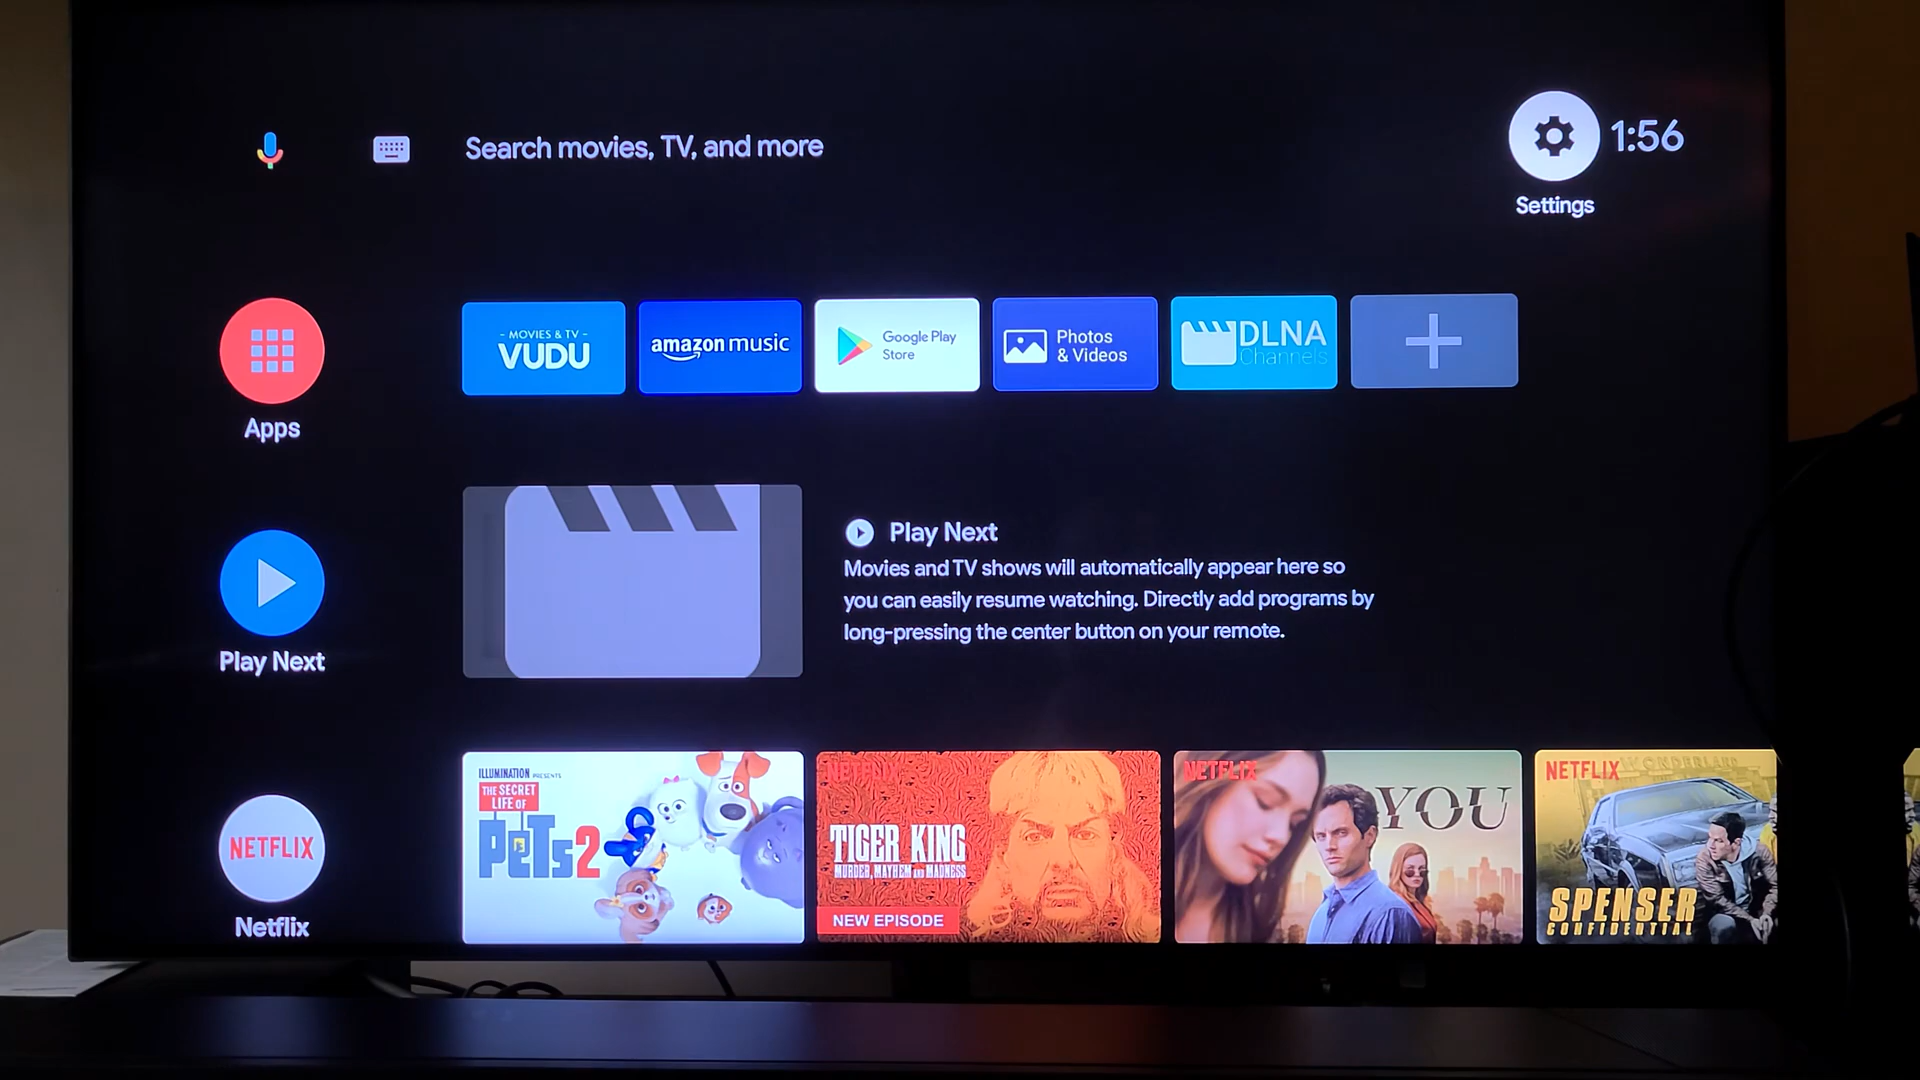 Search movies, TV, and more
1:56
Settings
Apps
- MOVIES & TV -
VUDU
amazon music
Google Play
Store
Photos
& Videos
DLNA
Channels
Play Next
Play Next
Movies and TV shows will automatically appear here so
you can easily resume watching. Directly add programs by
long-pressing the center button on your remote.
NETFLIX
Netflix
ILLUMINATION PRESENTS
THE SECRET
LIFE OF
PETS 2
NETFLIX
TIGER KING
MURDER, MAYHEM AND MADNESS
NEW EPISODE
NETFLIX
YOU
NETFLIX
WONDERLAND
SPENSER
CONFIDENTIAL